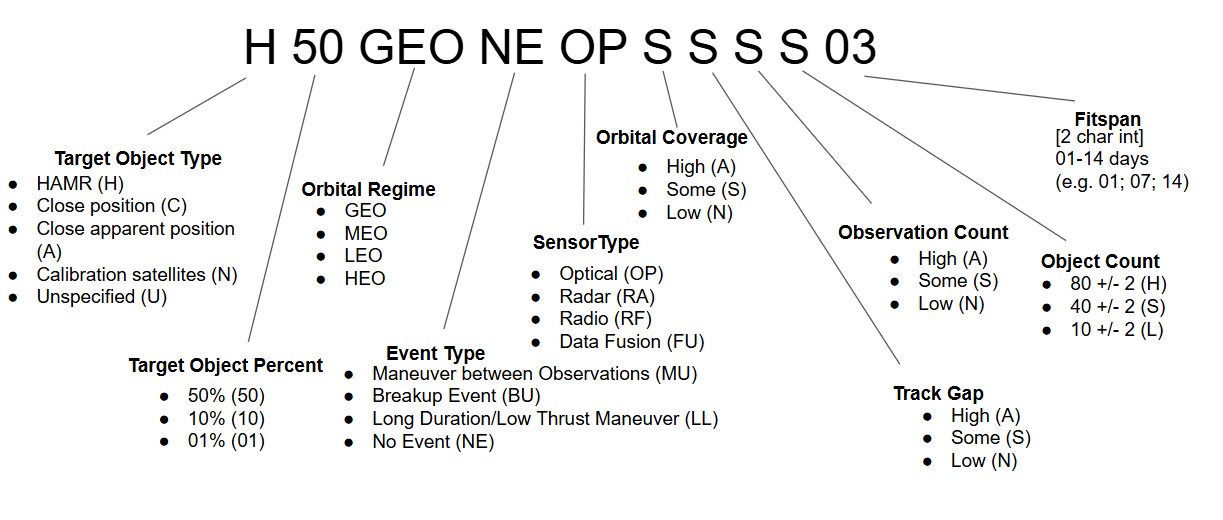 H 50 GEO NE OP S S S S 03
Target Object Type
● HAMR (H)
● Close position (C)
● Close apparent position
(A)
● Calibration satellites (N)
● Unspecified (U)
Target Object Percent
● 50% (50)
● 10% (10)
● 01% (01)
Orbital Regime
● GEO
● MEO
● LEO
● HEO
Event Type
● Maneuver between Observations (MU)
● Breakup Event (BU)
● Long Duration/Low Thrust Maneuver (LL)
● No Event (NE)
SensorType
● Optical (OP)
● Radar (RA)
● Radio (RF)
● Data Fusion (FU)
Orbital Coverage
● High (A)
● Some (S)
● Low (N)
Track Gap
● High (A)
● Some (S)
● Low (N)
Observation Count
● High (A)
● Some (S)
● Low (N)
Object Count
● 80 +/- 2 (H)
● 40 +/- 2 (S)
● 10 +/- 2 (L)
Fitspan
[2 char int]
01-14 days
(e.g. 01; 07; 14)